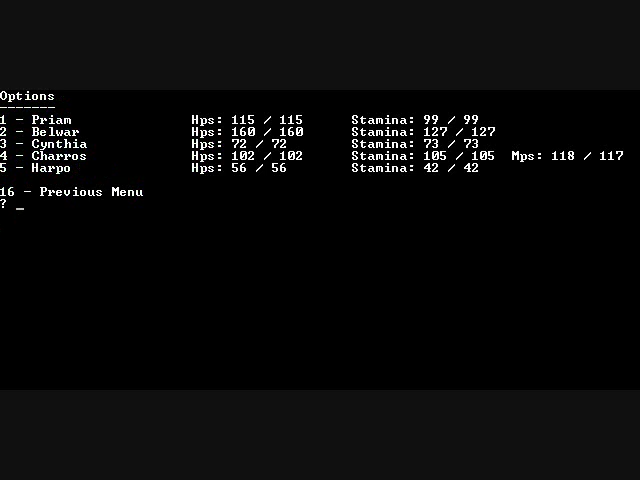 Options
-------
1 - Priam Hps: 115 / 115 Stamina: 99 / 99
2 - Belwar Hps: 160 / 160 Stamina: 127 / 127
3 - Cynthia Hps: 72 / 72 Stamina: 73 / 73
4 - Charros Hps: 102 / 102 Stamina: 105 / 105 Mps: 118 / 117
5 - Harpo Hps: 56 / 56 Stamina: 42 / 42
16 - Previous Menu
? _